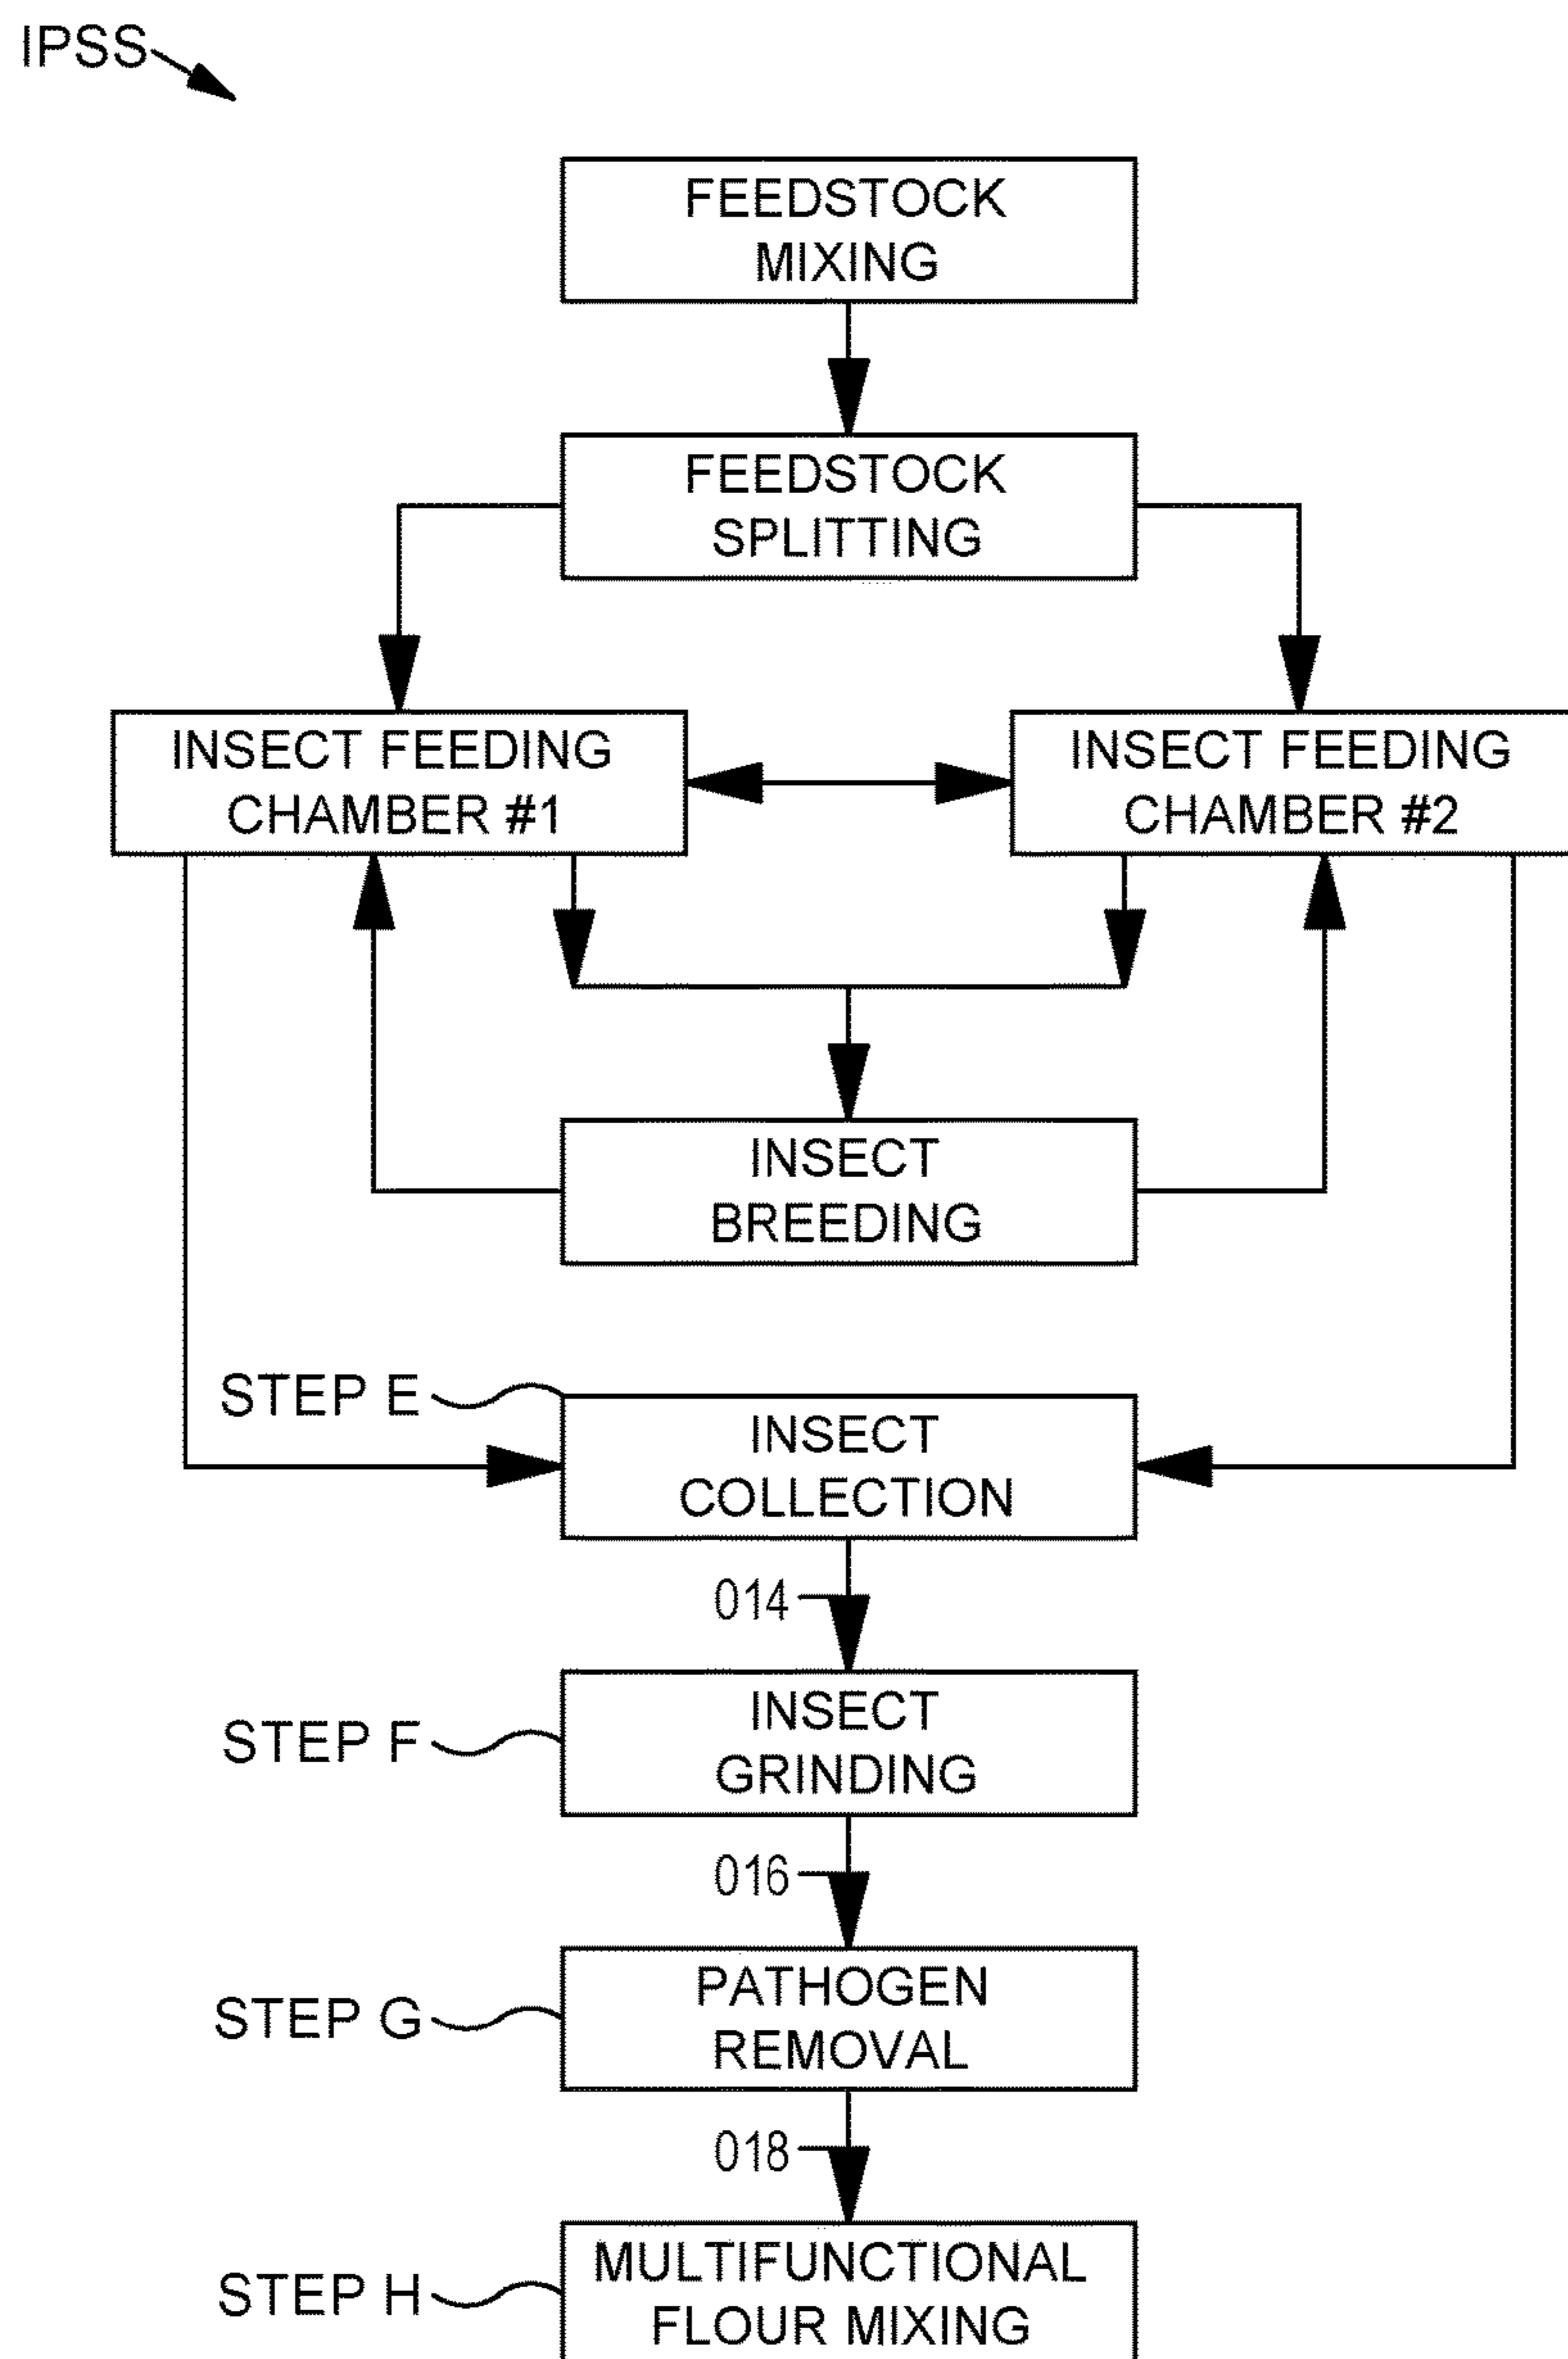 IPSS
FEEDSTOCK
MIXING
FEEDSTOCK
SPLITTING
INSECT FEEDING
CHAMBER #1
INSECT FEEDING
CHAMBER #2
INSECT
BREEDING
STEP E
INSECT
COLLECTION
014
STEP F
INSECT
GRINDING
016
STEP G
PATHOGEN
REMOVAL
018
STEP H
MULTIFUNCTIONAL
FLOUR MIXING